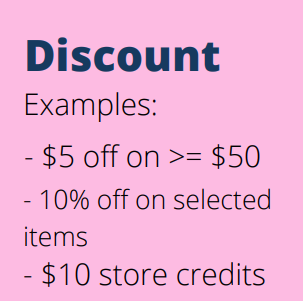 Discount
Examples:
- $5 off on >= $50
- 10% off on selected
items
- $10 store credits